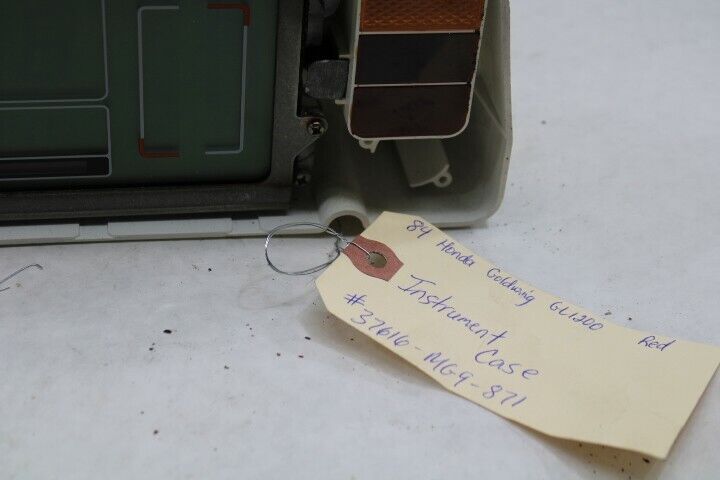 84 Honda Goldwing GL1200 Red
Instrument Case
# 37616-MG9-871